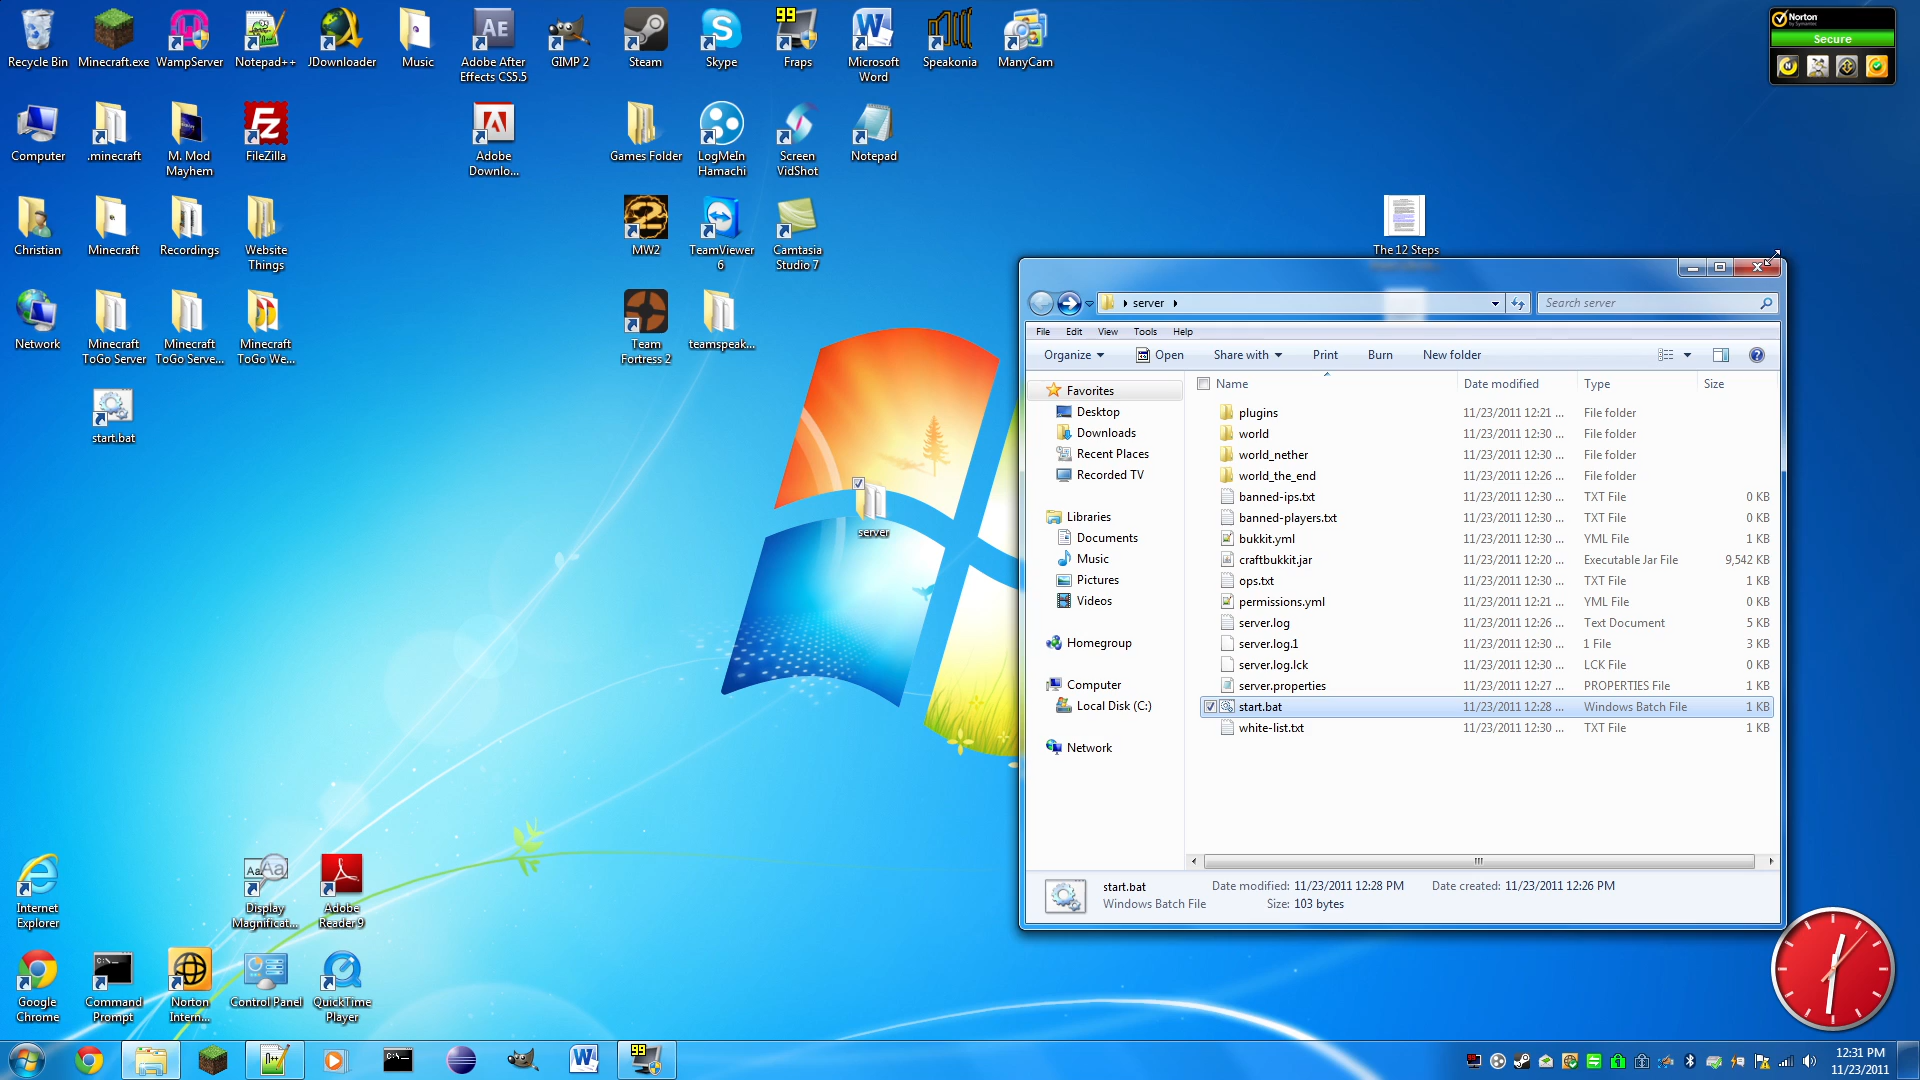 Recycle Bin
Minecraft.exe
WampServer
Notepad++
JDownloader
Music
Adobe After
Effects CS5.5
GIMP 2
Steam
Skype
99
Fraps
Microsoft
Word
Speakonia
ManyCam
Norton
by Symantec
Secure
Computer
.minecraft
M. Mod
Mayhem
FileZilla
Adobe
Downlo...
Games Folder
LogMeIn
Hamachi
Screen
VidShot
Notepad
Christian
Minecraft
Recordings
Website
Things
MW2
TeamViewer
6
Camtasia
Studio 7
The 12 Steps
Network
Minecraft
ToGo Server
Minecraft
ToGo Serve...
Minecraft
ToGo We...
Team
Fortress 2
teamspeak...
start.bat
server
server
Search server
File Edit View Tools Help
Organize Open Share with Print Burn New folder
Name Date modified Type Size
Favorites
Desktop
Downloads
Recent Places
Recorded TV
Libraries
Documents
Music
Pictures
Videos
Homegroup
Computer
Local Disk (C:)
Network
plugins 11/23/2011 12:21 ... File folder
world 11/23/2011 12:30 ... File folder
world_nether 11/23/2011 12:30 ... File folder
world_the_end 11/23/2011 12:26 ... File folder
banned-ips.txt 11/23/2011 12:30 ... TXT File 0 KB
banned-players.txt 11/23/2011 12:30 ... TXT File 0 KB
bukkit.yml 11/23/2011 12:30 ... YML File 1 KB
craftbukkit.jar 11/23/2011 12:20 ... Executable Jar File 9,542 KB
ops.txt 11/23/2011 12:30 ... TXT File 1 KB
permissions.yml 11/23/2011 12:21 ... YML File 0 KB
server.log 11/23/2011 12:26 ... Text Document 5 KB
server.log.1 11/23/2011 12:30 ... 1 File 3 KB
server.log.lck 11/23/2011 12:30 ... LCK File 0 KB
server.properties 11/23/2011 12:27 ... PROPERTIES File 1 KB
start.bat 11/23/2011 12:28 ... Windows Batch File 1 KB
white-list.txt 11/23/2011 12:30 ... TXT File 0 KB
start.bat Date modified: 11/23/2011 12:28 PM Date created: 11/23/2011 12:26 PM
Windows Batch File Size: 103 bytes
Internet
Explorer
Display
Magnificat...
Adobe
Reader 9
Google
Chrome
Command
Prompt
Norton
Intern...
Control Panel
QuickTime
Player
99
12:31 PM
11/23/2011